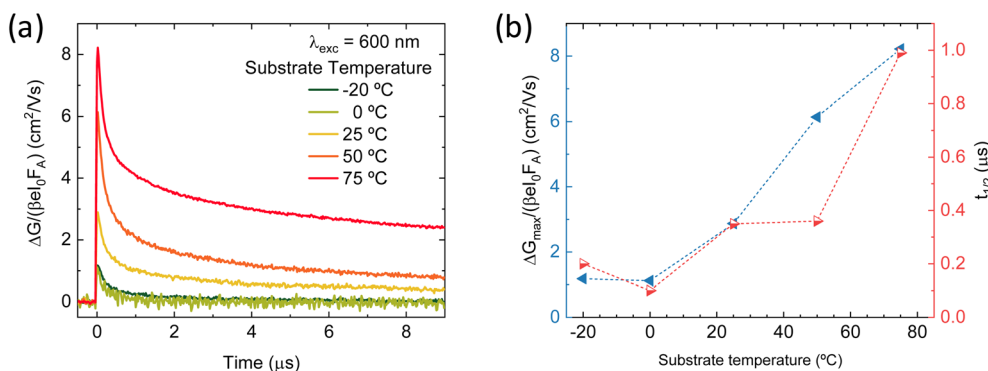 (a)
λexc = 600 nm
Substrate Temperature
-20 ºC
0 ºC
25 ºC
50 ºC
75 ºC
ΔG/(βeI0FA) (cm2/Vs)
8
6
4
2
0
0 2 4 6 8
Time (μs)
(b)
ΔGmax/(βeI0FA) (cm2/Vs)
8
6
4
2
0
-20 0 20 40 60 80
Substrate temperature (ºC)
1.0
0.8
0.6
0.4
0.2
0.0
t1/2 (μs)